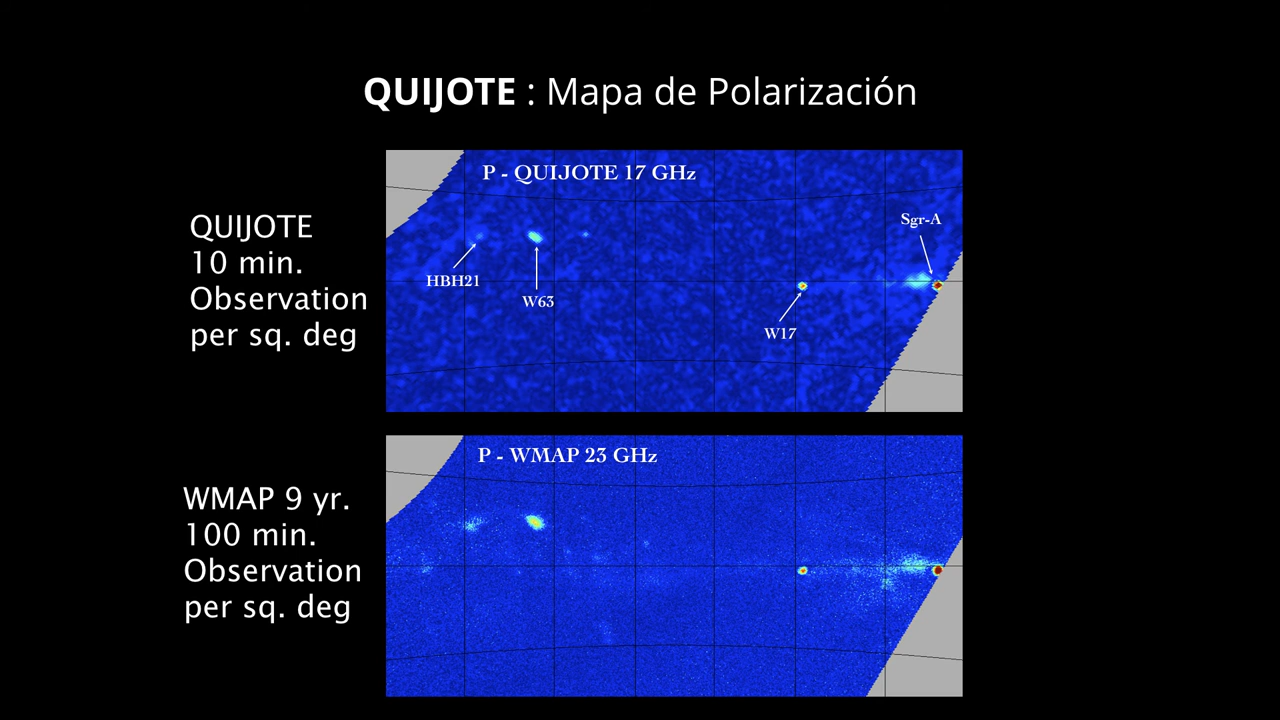 QUIJOTE : Mapa de Polarización
QUIJOTE
10 min.
Observation
per sq. deg
P - QUIJOTE 17 GHz
Sgr-A
HBH21
W63
W17
WMAP 9 yr.
100 min.
Observation
per sq. deg
P - WMAP 23 GHz